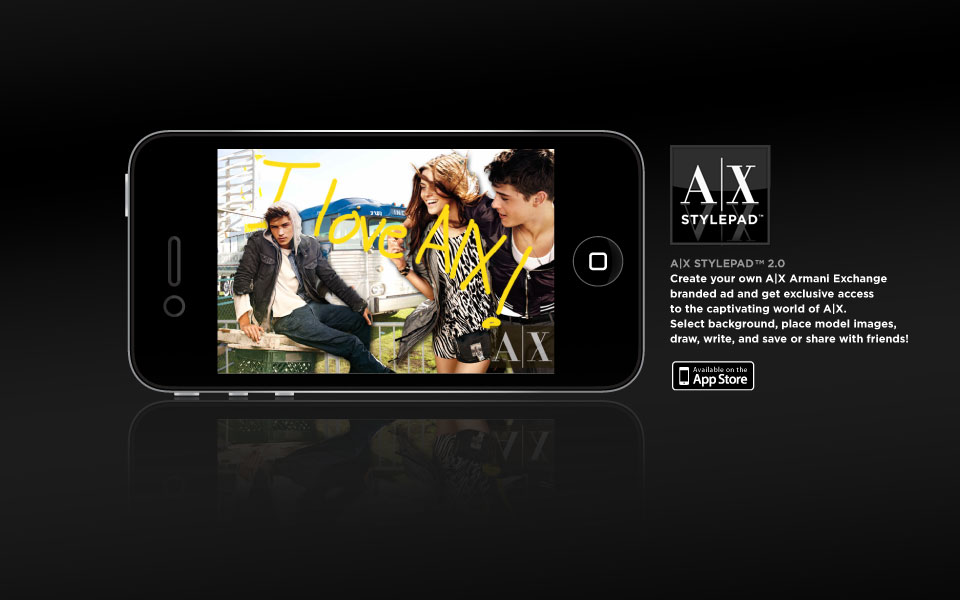 I love A|X!
A|X
A|X
STYLEPAD™
A|X STYLEPAD™ 2.0
Create your own A|X Armani Exchange
branded ad and get exclusive access
to the captivating world of A|X.
Select background, place model images,
draw, write, and save or share with friends!
Available on the
App Store